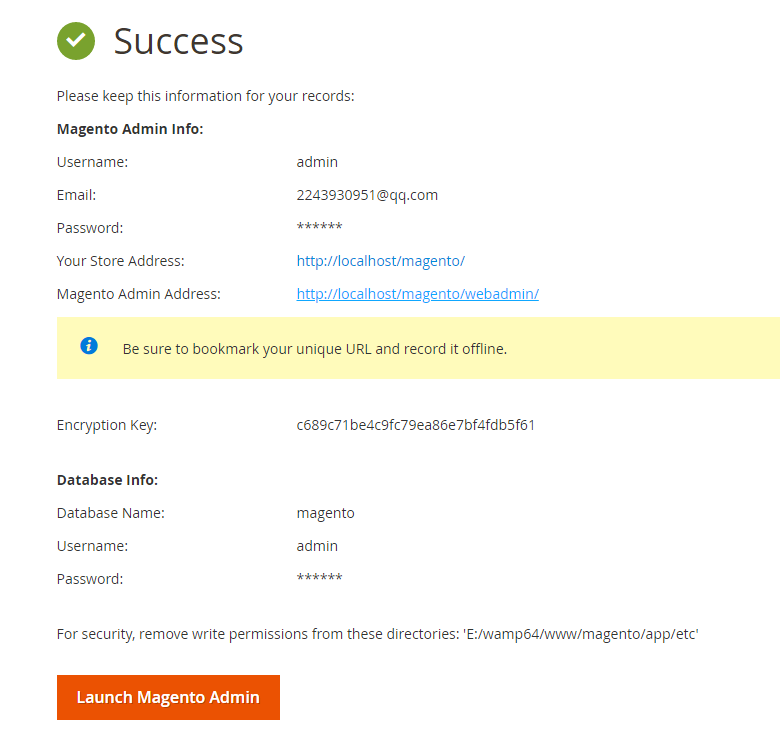 Success
Please keep this information for your records:
Magento Admin Info:
Username: admin
Email: 2243930951@qq.com
Password: ******
Your Store Address: http://localhost/magento/
Magento Admin Address: http://localhost/magento/webadmin/
Be sure to bookmark your unique URL and record it offline.
Encryption Key: c689c71be4c9fc79ea86e7bf4fdb5f61
Database Info:
Database Name: magento
Username: admin
Password: ******
For security, remove write permissions from these directories: 'E:/wamp64/www/magento/app/etc'
Launch Magento Admin